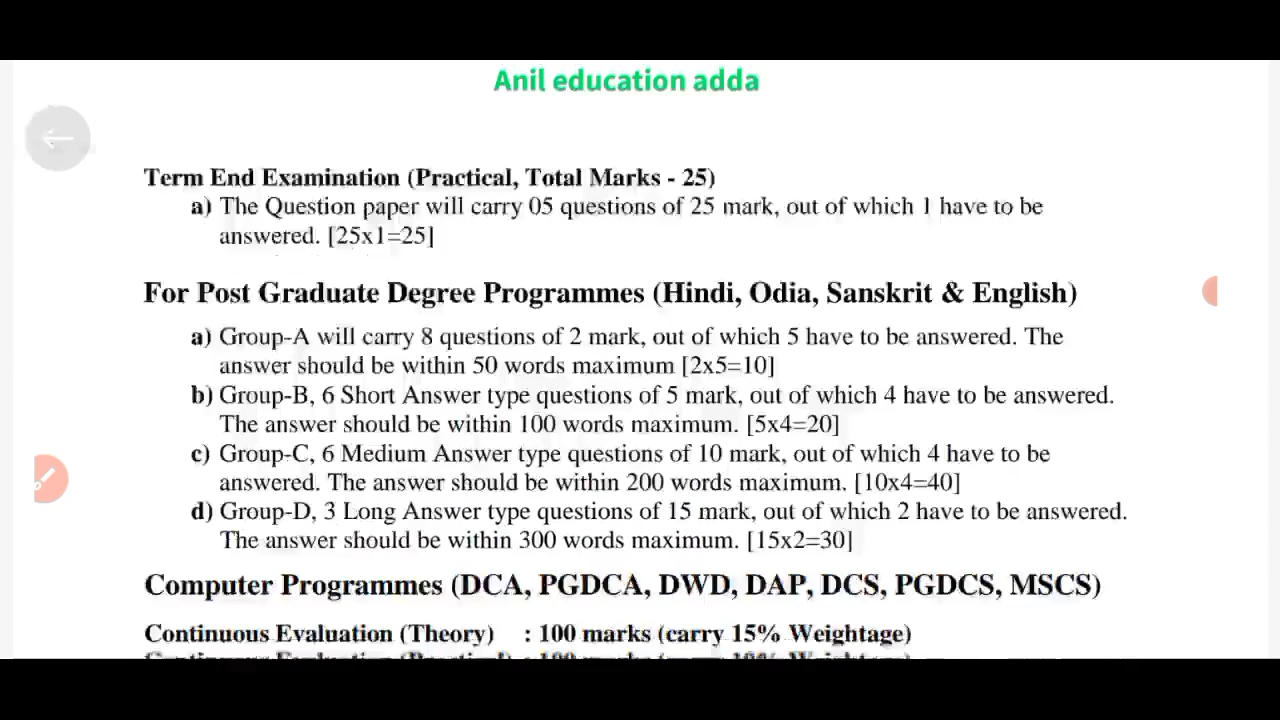 Anil education adda
Term End Examination (Practical, Total Marks - 25)
a) The Question paper will carry 05 questions of 25 mark, out of which 1 have to be
answered. [25x1=25]
For Post Graduate Degree Programmes (Hindi, Odia, Sanskrit & English)
a) Group-A will carry 8 questions of 2 mark, out of which 5 have to be answered. The
answer should be within 50 words maximum [2x5=10]
b) Group-B, 6 Short Answer type questions of 5 mark, out of which 4 have to be answered.
The answer should be within 100 words maximum. [5x4=20]
c) Group-C, 6 Medium Answer type questions of 10 mark, out of which 4 have to be
answered. The answer should be within 200 words maximum. [10x4=40]
d) Group-D, 3 Long Answer type questions of 15 mark, out of which 2 have to be answered.
The answer should be within 300 words maximum. [15x2=30]
Computer Programmes (DCA, PGDCA, DWD, DAP, DCS, PGDCS, MSCS)
Continuous Evaluation (Theory) : 100 marks (carry 15% Weightage)